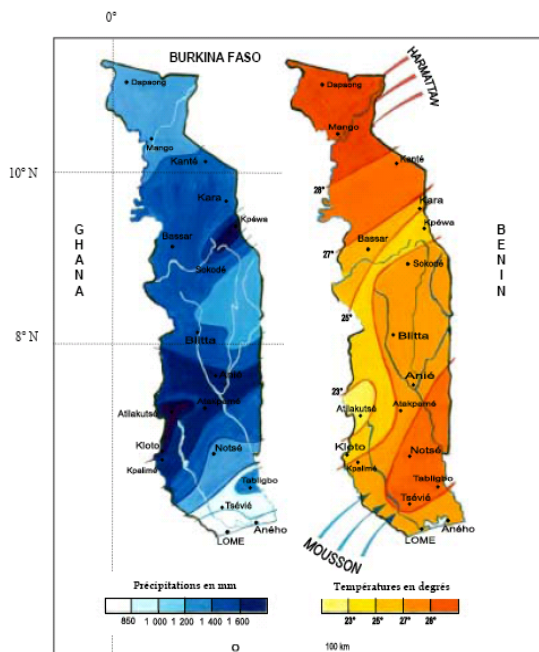 0°
BURKINA FASO
HARMATTAW
Dapaong
Dapaong
Mango
Mango
10° N
Kanté
Kanté
28°
Kara
Kara
Kpéwa
Kpéwa
GHANA
BENIN
Bassar
Bassar
27°
Sokodé
Sokodé
25°
8° N
Blitta
Blitta
Anié
Anié
23°
Atakpamé
Atakpamé
Atilakutsé
Atilakutsé
Kloto
Kloto
Notsé
Notsé
Kpalimé
Kpalimé
Tabligbo
Tabligbo
Tsévié
Tsévié
Aného
Aného
LOME
LOME
MOUSSON
Précipitations en mm
Températures en degrés
850 1 000 1 200 1 400 1 600
23° 25° 27° 28°
O
100 km